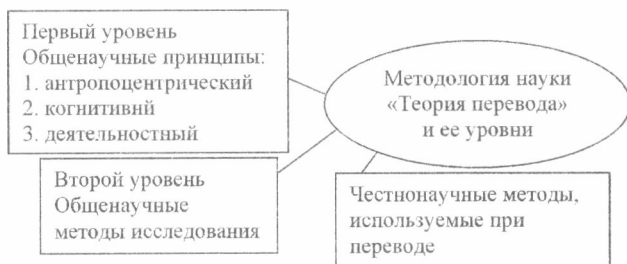 Первый уровень
Общенаучные принципы:
1. антропоцентрический
2. когнитивнй
3. деятельностный
Методология науки
«Теория перевода»
и ее уровни
Второй уровень
Общенаучные
методы исследования
Честнонаучные методы,
используемые при
переводе